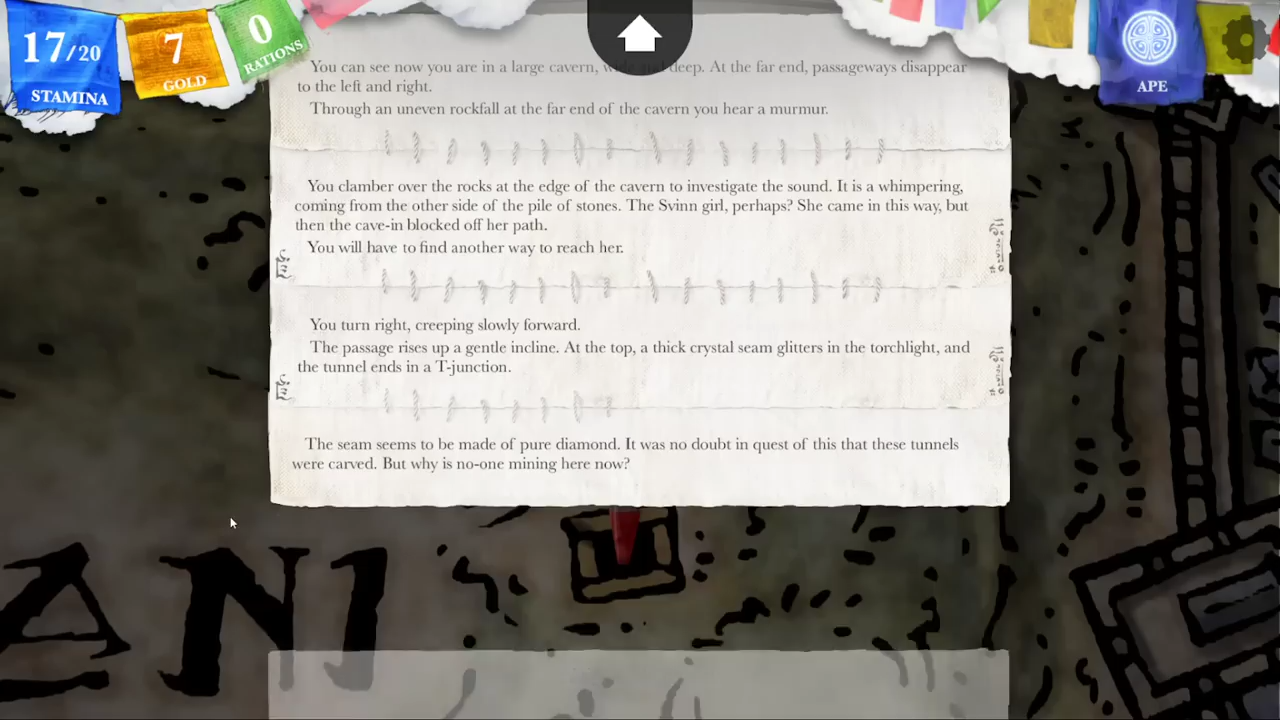 17/20
STAMINA
7
GOLD
0
RATIONS
APE
You can see now you are in a large cavern, wide and deep. At the far end, passageways disappear
to the left and right.
Through an uneven rockfall at the far end of the cavern you hear a murmur.
You clamber over the rocks at the edge of the cavern to investigate the sound. It is a whimpering,
coming from the other side of the pile of stones. The Svinn girl, perhaps? She came in this way, but
then the cave-in blocked off her path.
You will have to find another way to reach her.
You turn right, creeping slowly forward.
The passage rises up a gentle incline. At the top, a thick crystal seam glitters in the torchlight, and
the tunnel ends in a T-junction.
The seam seems to be made of pure diamond. It was no doubt in quest of this that these tunnels
were carved. But why is no-one mining here now?
ANI